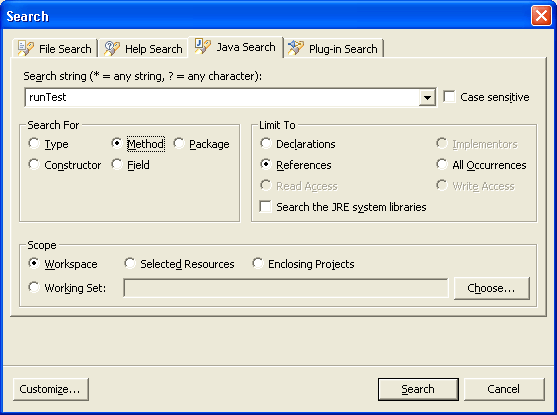 Search
File Search Help Search Java Search Plug-in Search
Search string (* = any string, ? = any character):
runTest Case sensitive
Search For
Type Method Package
Constructor Field
Limit To
Declarations Implementors
References All Occurrences
Read Access Write Access
Search the JRE system libraries
Scope
Workspace Selected Resources Enclosing Projects
Working Set: Choose...
Customize... Search Cancel